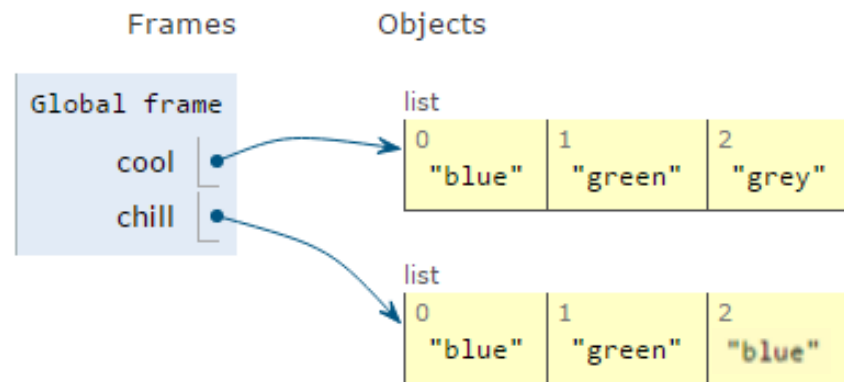 Frames Objects
Global frame
cool
chill
list
0 1 2
"blue" "green" "grey"
list
0 1 2
"blue" "green" "blue"